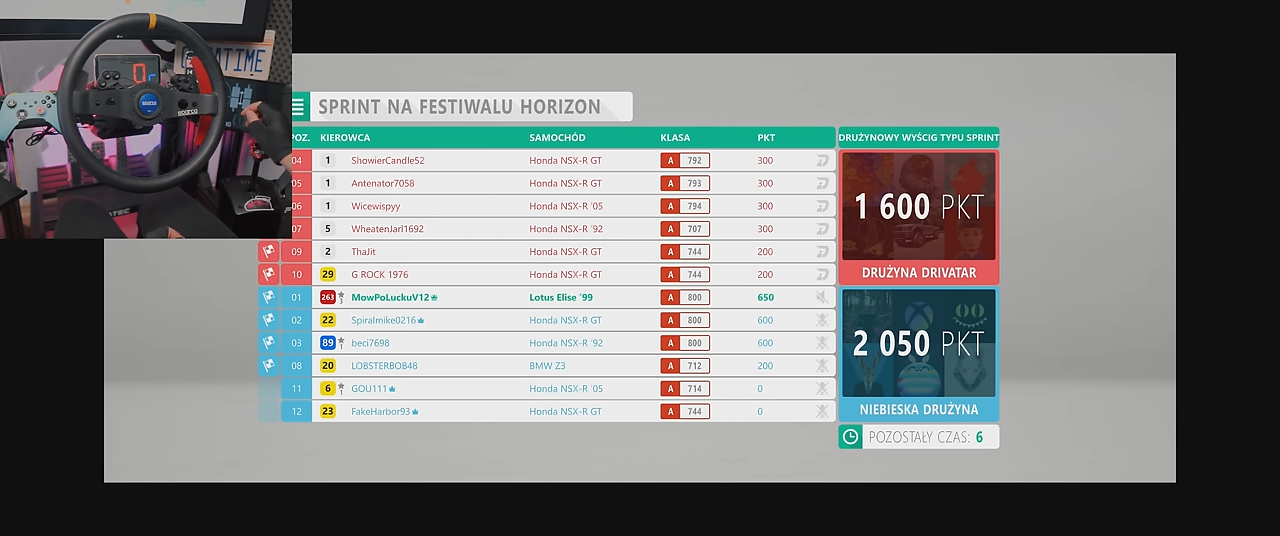 SPRINT NA FESTIWALU HORIZON
POZ. KIEROWCA SAMOCHÓD KLASA PKT
04 1 ShowierCandle52 Honda NSX-R GT A 792 300
05 1 Antenator7058 Honda NSX-R GT A 793 300
06 1 Wicewispyy Honda NSX-R '05 A 794 300
07 5 WheatenJarl1692 Honda NSX-R '92 A 707 300
09 2 ThaJit Honda NSX-R GT A 744 200
10 29 G ROCK 1976 Honda NSX-R GT A 744 200
01 263 MowPoLuckuV12 Lotus Elise '99 A 800 650
02 22 Spiralmike0216 Honda NSX-R GT A 800 600
03 89 beci7698 Honda NSX-R '92 A 800 600
08 20 LOBSTERBOB48 BMW Z3 A 712 200
11 6 GOU111 Honda NSX-R '05 A 714 0
12 23 FakeHarbor93 Honda NSX-R GT A 744 0
DRUŻYNOWY WYŚCIG TYPU SPRINT
1 600 PKT
DRUŻYNA DRIVATAR
2 050 PKT
NIEBIESKA DRUŻYNA
POZOSTAŁY CZAS: 6